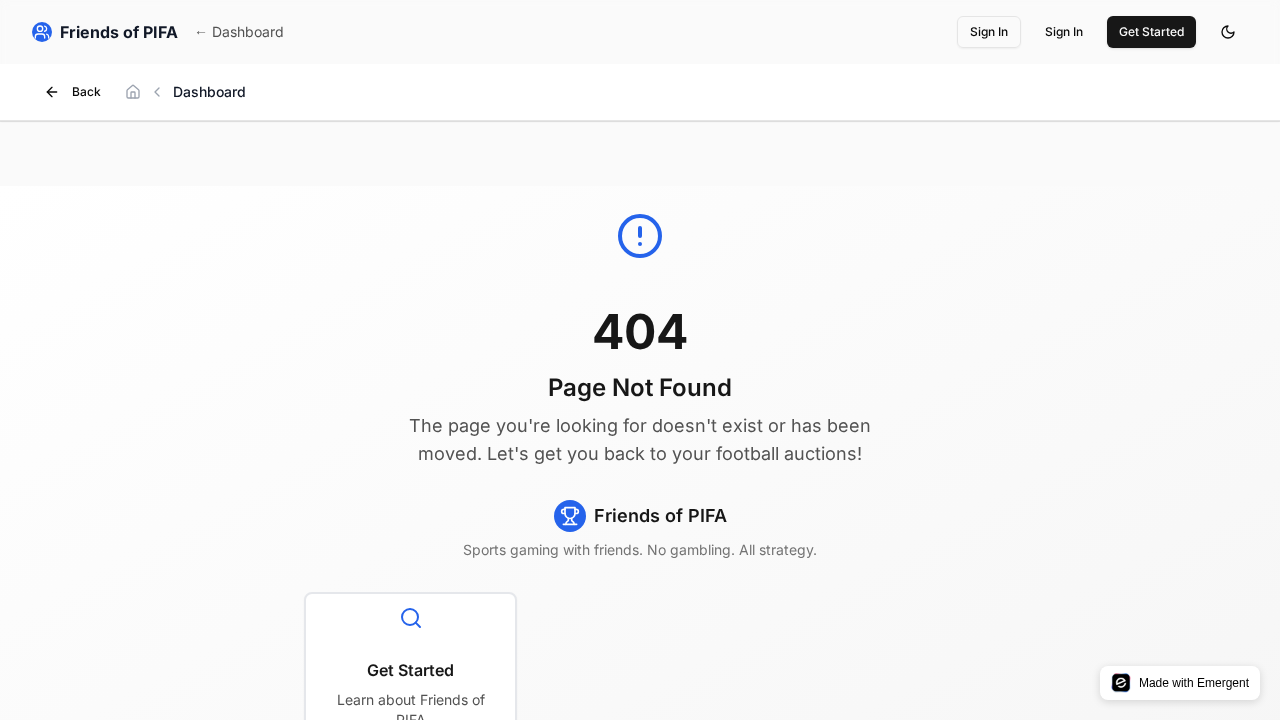 Friends of PIFA
← Dashboard
Sign In
Sign In
Get Started
Back
Dashboard
404
Page Not Found
The page you're looking for doesn't exist or has been
moved. Let's get you back to your football auctions!
Friends of PIFA
Sports gaming with friends. No gambling. All strategy.
Get Started
Learn about Friends of
PIFA
Made with Emergent